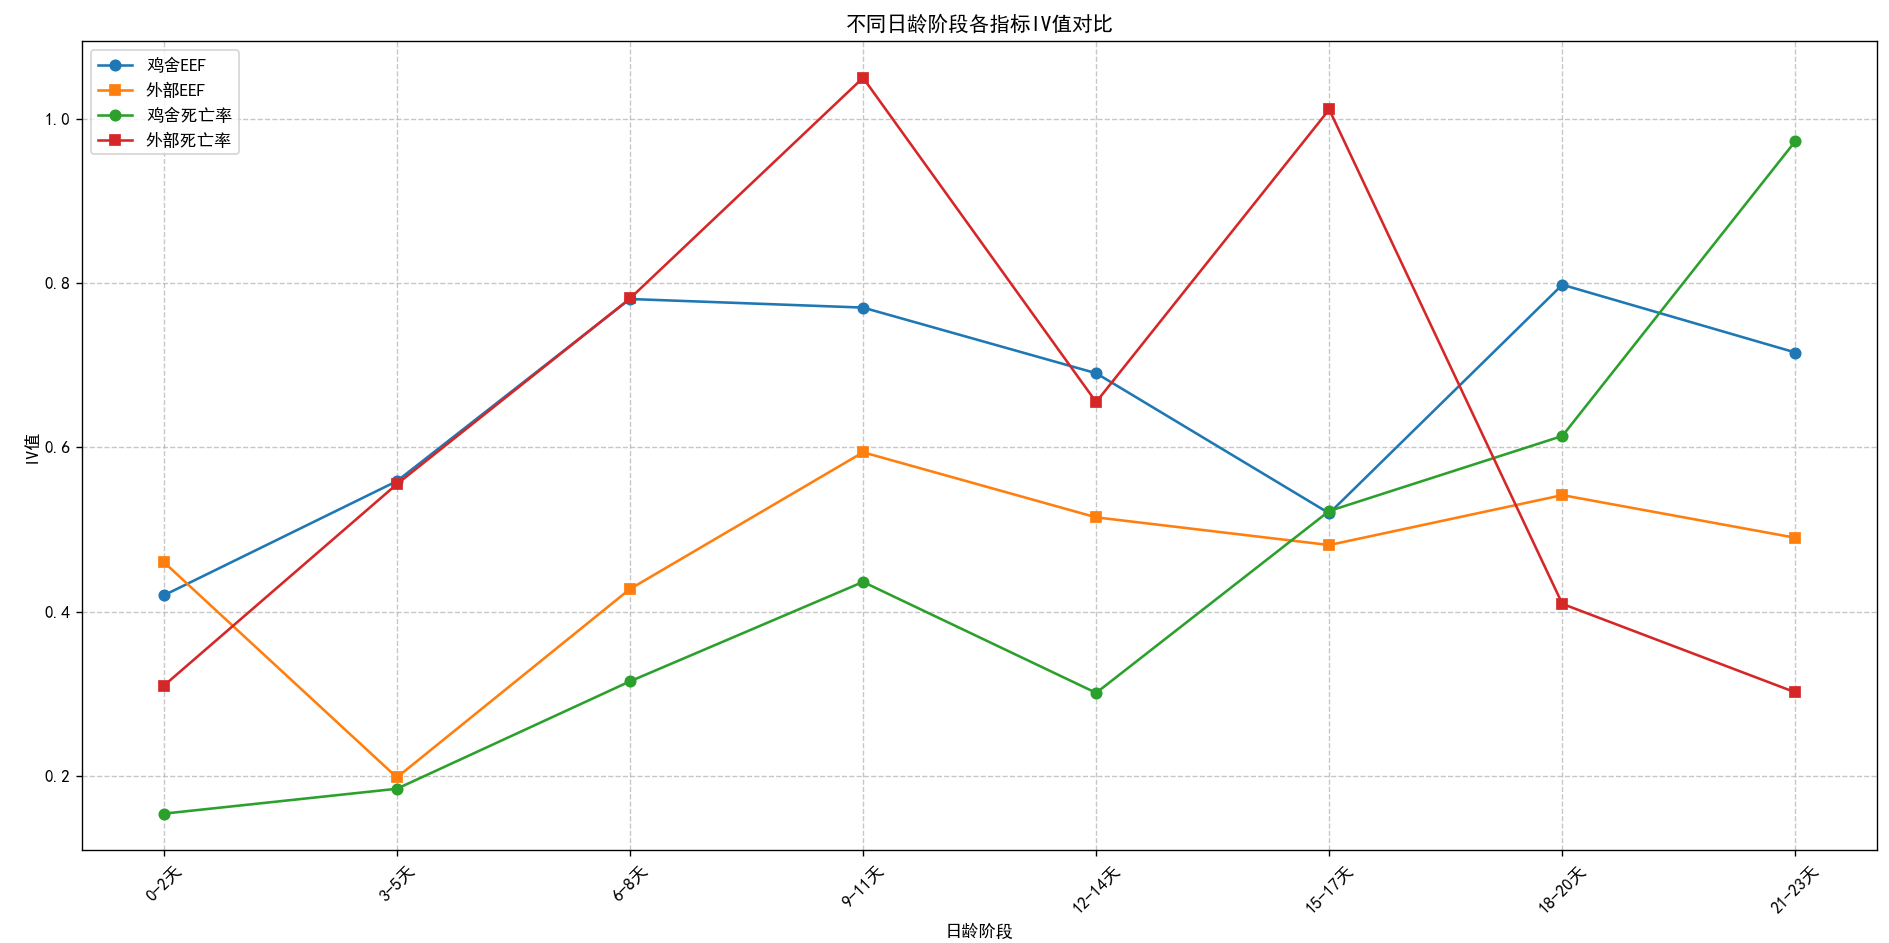 不同日龄阶段各指标IV值对比
鸡舍EEF
外部EEF
鸡舍死亡率
外部死亡率
1.0
0.8
0.6
0.4
0.2
IV值
0-2天
3-5天
6-8天
9-11天
12-14天
15-17天
18-20天
21-23天
日龄阶段